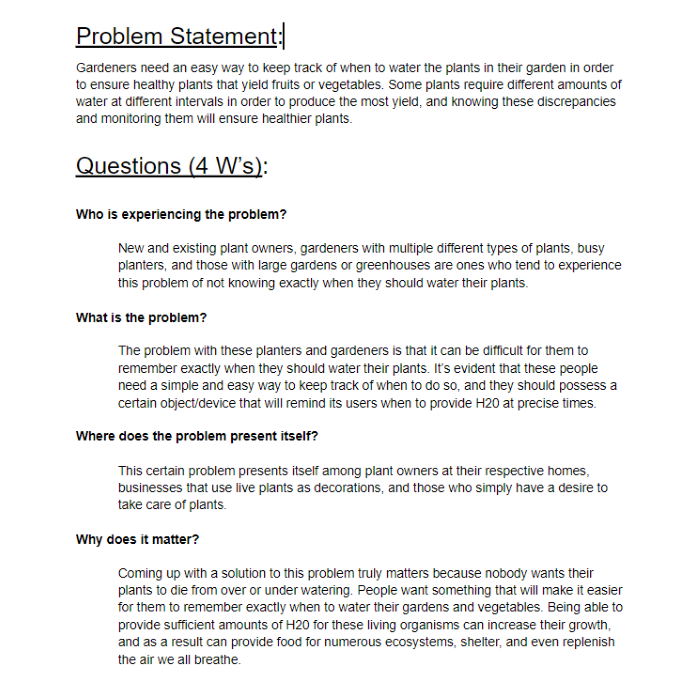 Problem Statement:
Gardeners need an easy way to keep track of when to water the plants in their garden in order
to ensure healthy plants that yield fruits or vegetables. Some plants require different amounts of
water at different intervals in order to produce the most yield, and knowing these discrepancies
and monitoring them will ensure healthier plants.
Questions (4 W's):
Who is experiencing the problem?
New and existing plant owners, gardeners with multiple different types of plants, busy
planters, and those with large gardens or greenhouses are ones who tend to experience
this problem of not knowing exactly when they should water their plants.
What is the problem?
The problem with these planters and gardeners is that it can be difficult for them to
remember exactly when they should water their plants. It's evident that these people
need a simple and easy way to keep track of when to do so, and they should possess a
certain object/device that will remind its users when to provide H20 at precise times.
Where does the problem present itself?
This certain problem presents itself among plant owners at their respective homes,
businesses that use live plants as decorations, and those who simply have a desire to
take care of plants.
Why does it matter?
Coming up with a solution to this problem truly matters because nobody wants their
plants to die from over or under watering. People want something that will make it easier
for them to remember exactly when to water their gardens and vegetables. Being able to
provide sufficient amounts of H20 for these living organisms can increase their growth,
and as a result can provide food for numerous ecosystems, shelter, and even replenish
the air we all breathe.